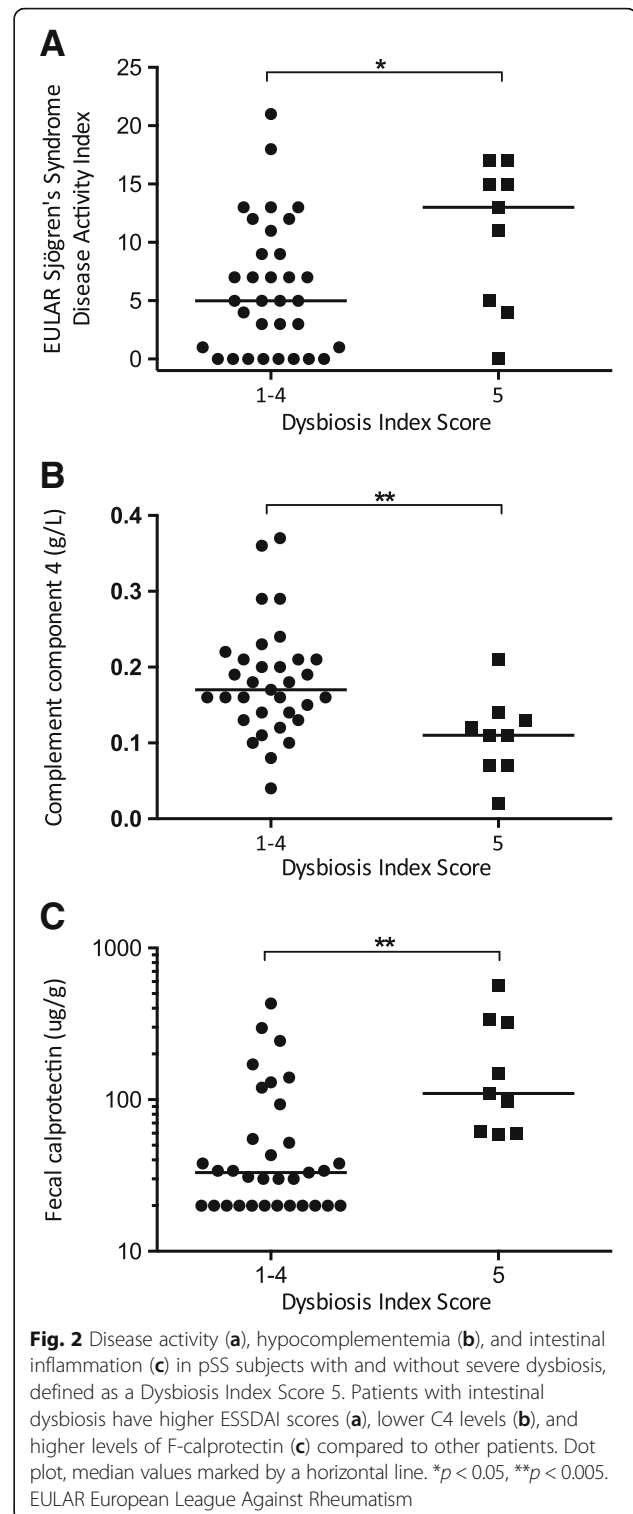 A
*
25
20
15
10
5
0
EULAR Sjögren's Syndrome
Disease Activity Index
1-4 5
Dysbiosis Index Score
B
**
0.4
0.3
0.2
0.1
0.0
Complement component 4 (g/L)
1-4 5
Dysbiosis Index Score
C
**
1000
100
10
Fecal calprotectin (ug/g)
1-4 5
Dysbiosis Index Score
Fig. 2 Disease activity (a), hypocomplementemia (b), and intestinal
inflammation (c) in pSS subjects with and without severe dysbiosis,
defined as a Dysbiosis Index Score 5. Patients with intestinal
dysbiosis have higher ESSDAI scores (a), lower C4 levels (b), and
higher levels of F-calprotectin (c) compared to other patients. Dot
plot, median values marked by a horizontal line. *p < 0.05, **p < 0.005.
EULAR European League Against Rheumatism